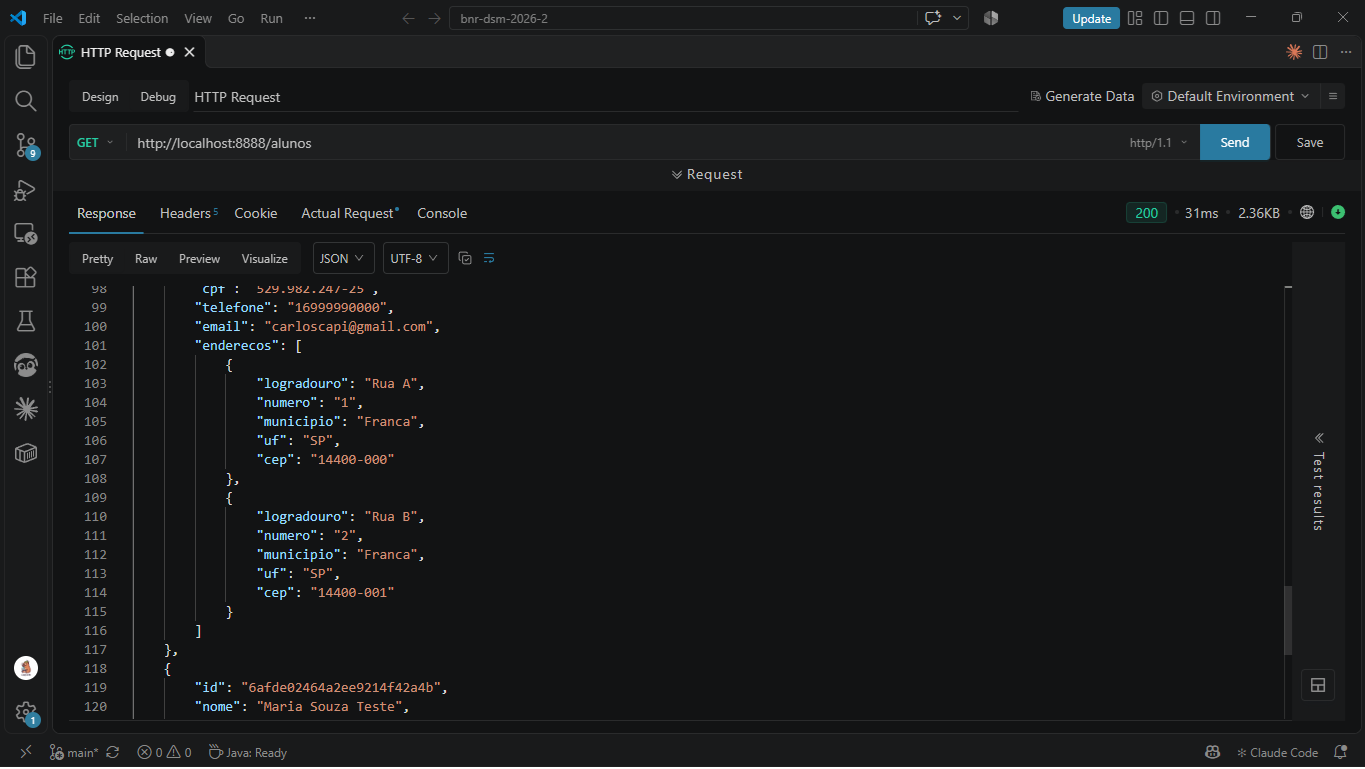 File Edit Selection View Go Run ··· bnr-dsm-2026-2 Update
HTTP HTTP Request
Design Debug HTTP Request Generate Data Default Environment
GET http://localhost:8888/alunos http/1.1 Send Save
Request
Response Headers 5 Cookie Actual Request Console 200 31ms 2.36KB
Pretty Raw Preview Visualize JSON UTF-8
98 "cpf": "529.982.247-25",
99 "telefone": "16999990000",
100 "email": "carloscapi@gmail.com",
101 "enderecos": [
102 {
103 "logradouro": "Rua A",
104 "numero": "1",
105 "municipio": "Franca",
106 "uf": "SP",
107 "cep": "14400-000"
108 },
109 {
110 "logradouro": "Rua B",
111 "numero": "2",
112 "municipio": "Franca",
113 "uf": "SP",
114 "cep": "14400-001"
115 }
116 ]
117 },
118 {
119 "id": "6afde02464a2ee9214f42a4b",
120 "nome": "Maria Souza Teste",
Test results
9
1
main* 0 0 Java: Ready Claude Code